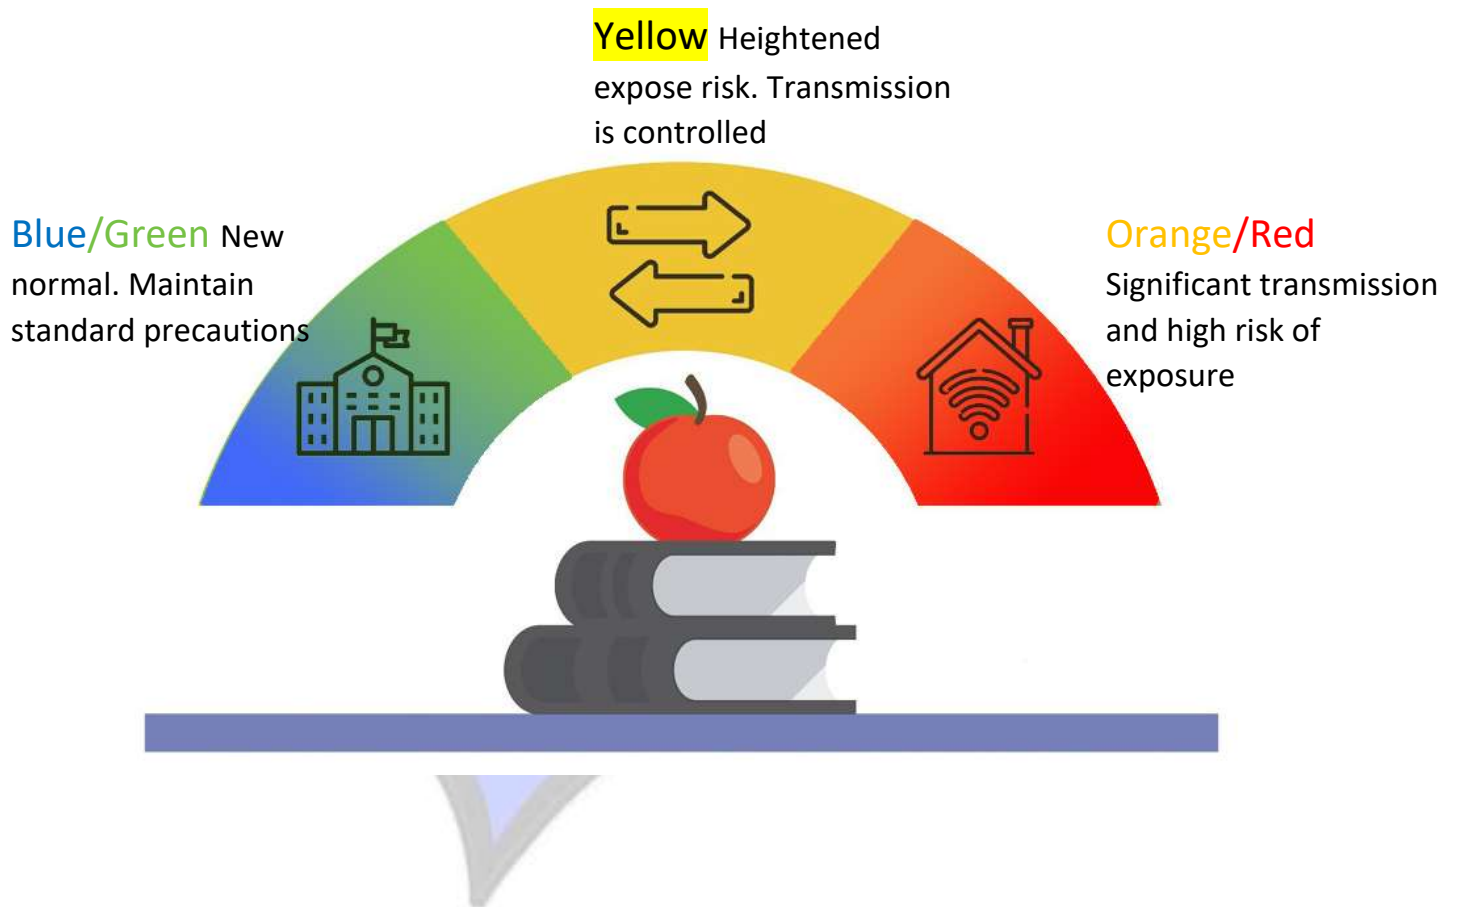 Yellow Heightened
expose risk. Transmission
is controlled
Blue/Green New
normal. Maintain
standard precautions
Orange/Red
Significant transmission
and high risk of
exposure